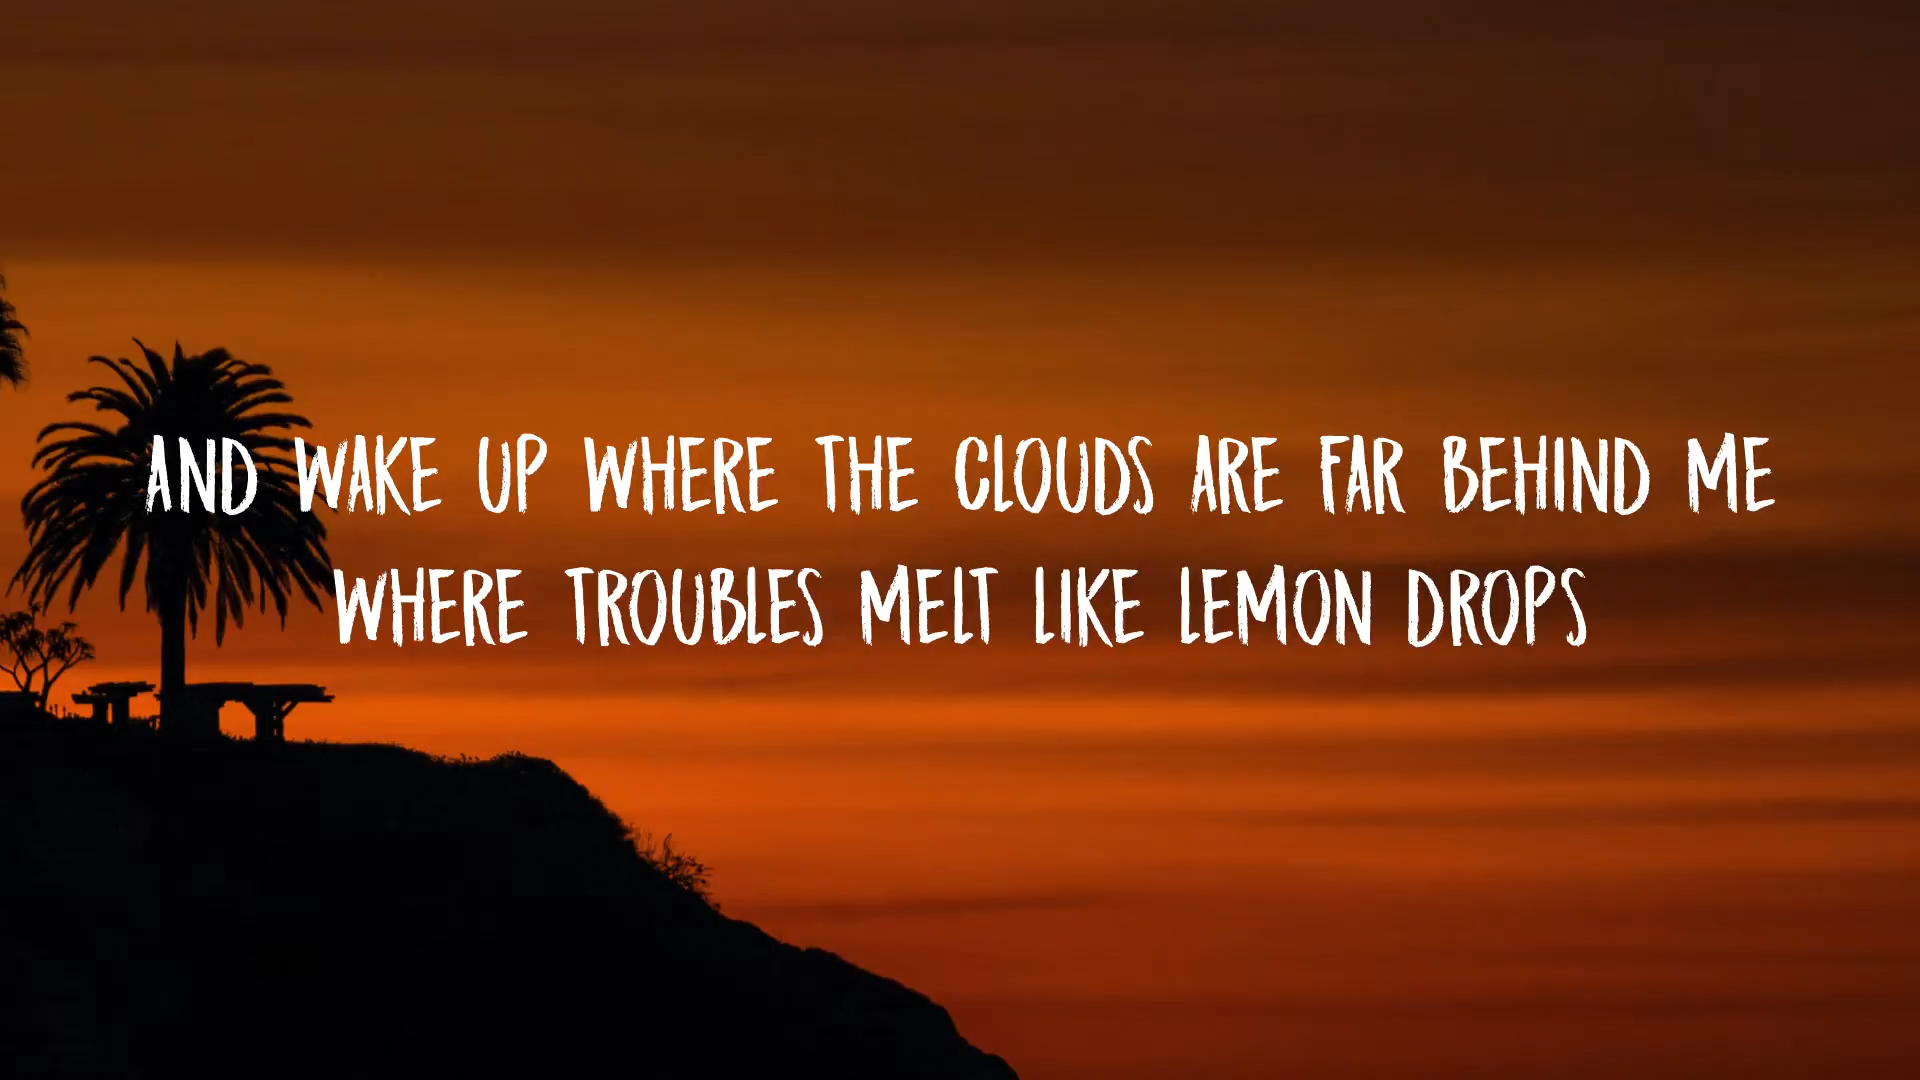 AND WAKE UP WHERE THE CLOUDS ARE FAR BEHIND ME
WHERE TROUBLES MELT LIKE LEMON DROPS